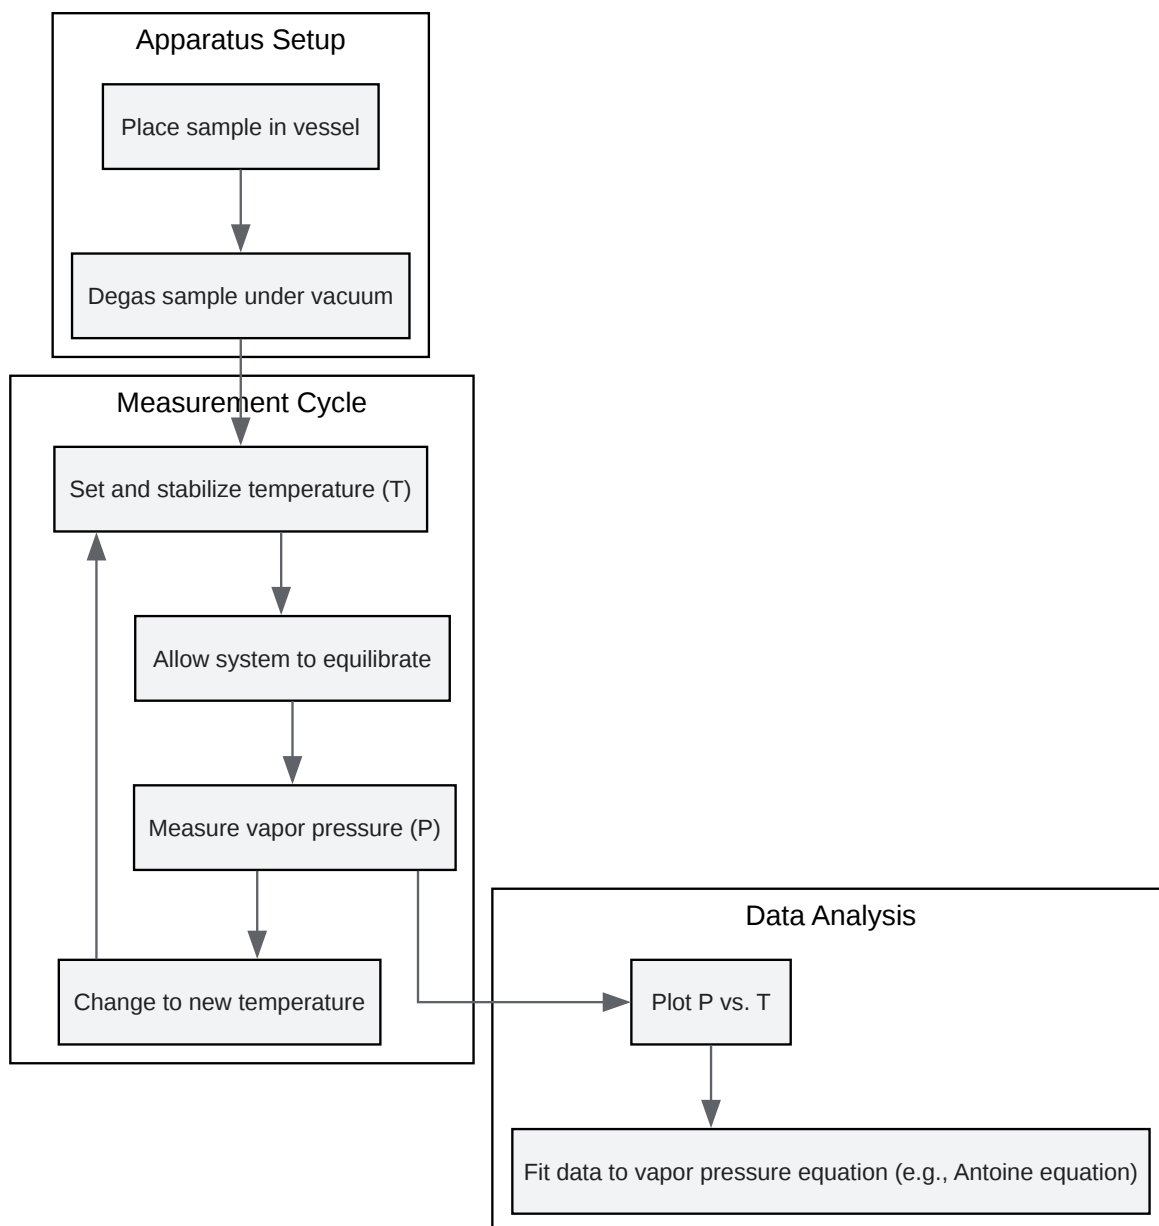 Apparatus Setup
Place sample in vessel
Degas sample under vacuum
Measurement Cycle
Set and stabilize temperature (T)
Allow system to equilibrate
Measure vapor pressure (P)
Change to new temperature
Data Analysis
Plot P vs. T
Fit data to vapor pressure equation (e.g., Antoine equation)